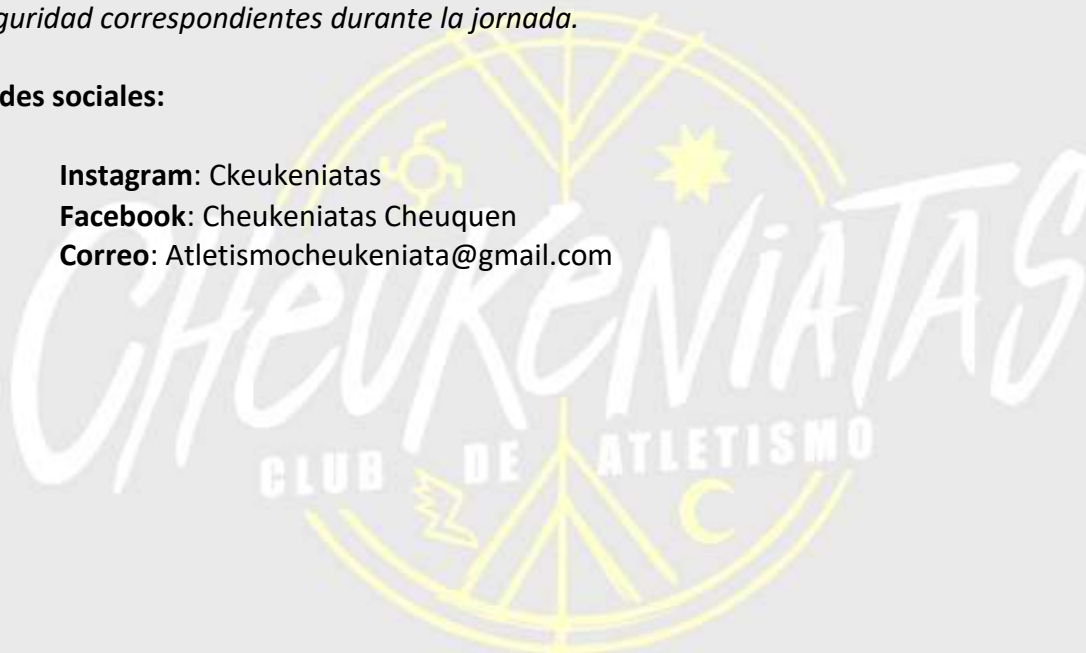 guridad correspondientes durante la jornada.
des sociales:
Instagram: Ckeukeniatas
Facebook: Cheukeniatas Cheuquen
Correo: Atletismocheukeniata@gmail.com
CHEUKENIATAS
CLUB DE ATLETISMO